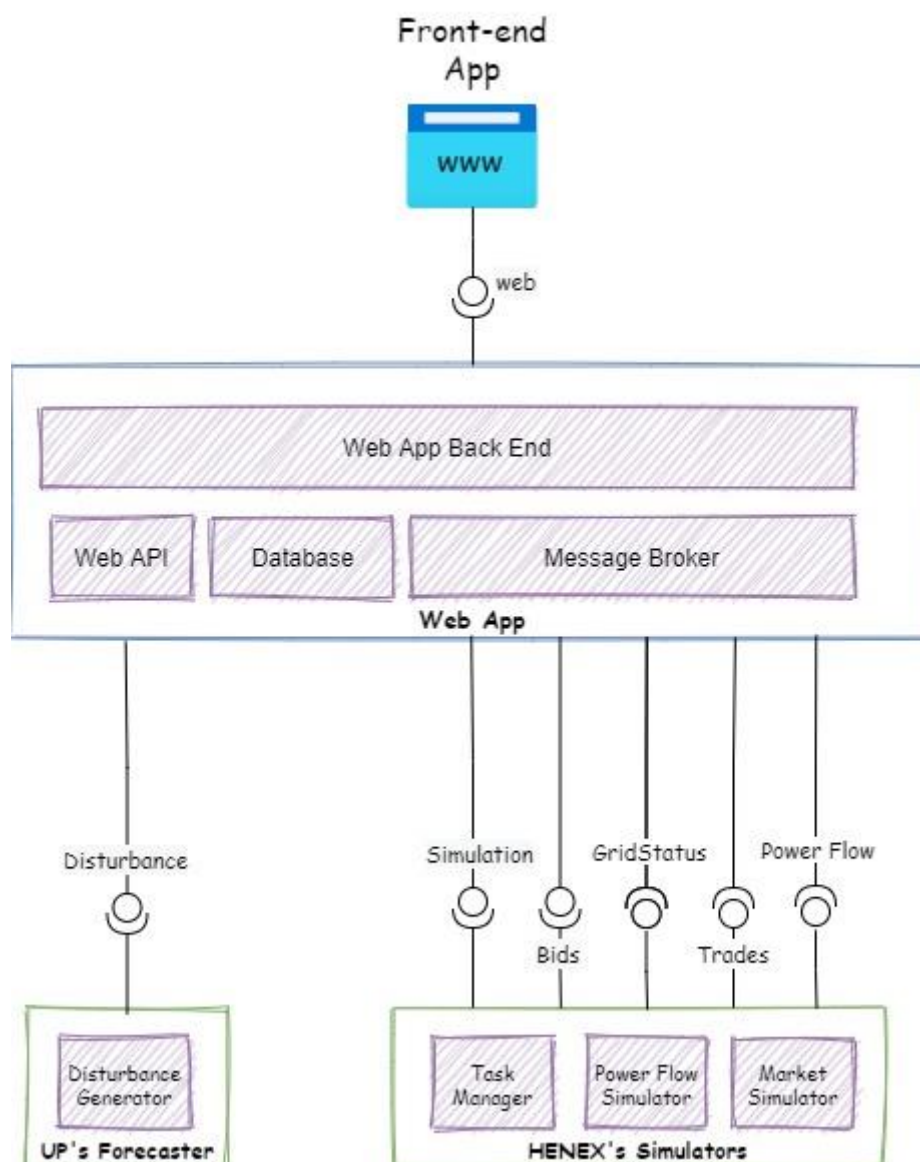 Front-end
App
www
web
Web App Back End
Web API
Database
Message Broker
Web App
Disturbance
Simulation
GridStatus
Power Flow
Bids
Trades
Disturbance
Generator
Task
Manager
Power Flow
Simulator
Market
Simulator
UP's Forecaster
HENEX's Simulators